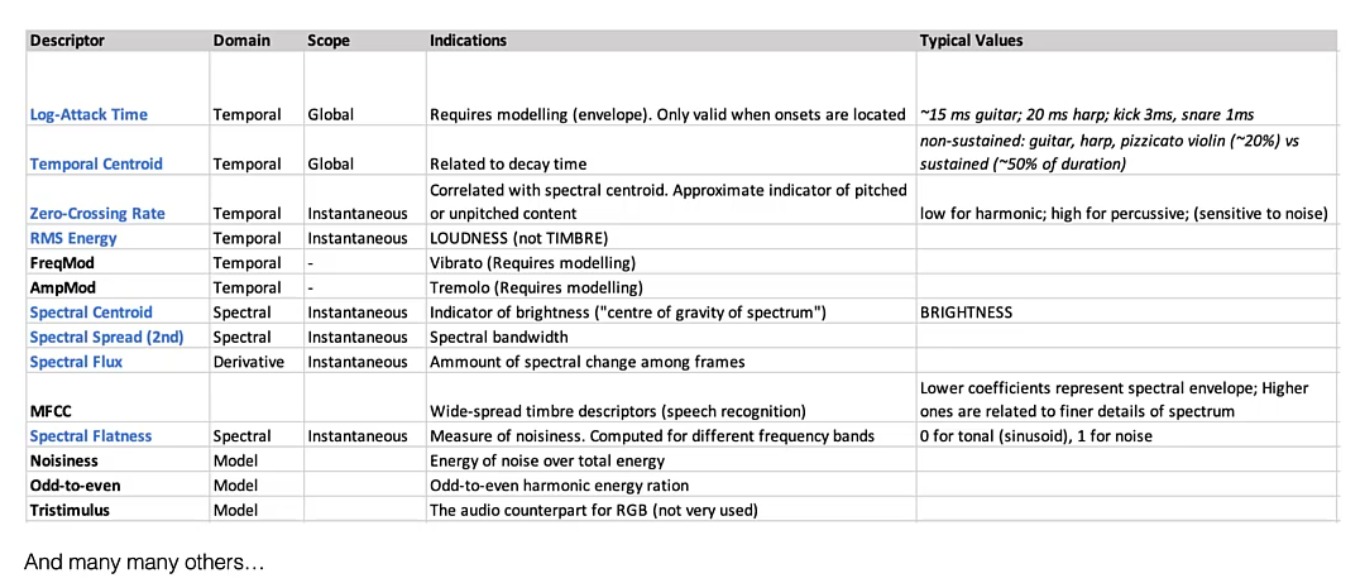 Descriptor Domain Scope Indications Typical Values
Log-Attack Time Temporal Global Requires modelling (envelope). Only valid when onsets are located ~15 ms guitar; 20 ms harp; kick 3ms, snare 1ms
non-sustained: guitar, harp, pizzicato violin (~20%) vs
Temporal Centroid Temporal Global Related to decay time sustained (~50% of duration)
Correlated with spectral centroid. Approximate indicator of pitched
Zero-Crossing Rate Temporal Instantaneous or unpitched content low for harmonic; high for percussive; (sensitive to noise)
RMS Energy Temporal Instantaneous LOUDNESS (not TIMBRE)
FreqMod Temporal - Vibrato (Requires modelling)
AmpMod Temporal - Tremolo (Requires modelling)
Spectral Centroid Spectral Instantaneous Indicator of brightness ("centre of gravity of spectrum") BRIGHTNESS
Spectral Spread (2nd) Spectral Instantaneous Spectral bandwidth
Spectral Flux Derivative Instantaneous Ammount of spectral change among frames
Lower coefficients represent spectral envelope; Higher
MFCC Wide-spread timbre descriptors (speech recognition) ones are related to finer details of spectrum
Spectral Flatness Spectral Instantaneous Measure of noisiness. Computed for different frequency bands 0 for tonal (sinusoid), 1 for noise
Noisiness Model Energy of noise over total energy
Odd-to-even Model Odd-to-even harmonic energy ration
Tristimulus Model The audio counterpart for RGB (not very used)
And many many others...